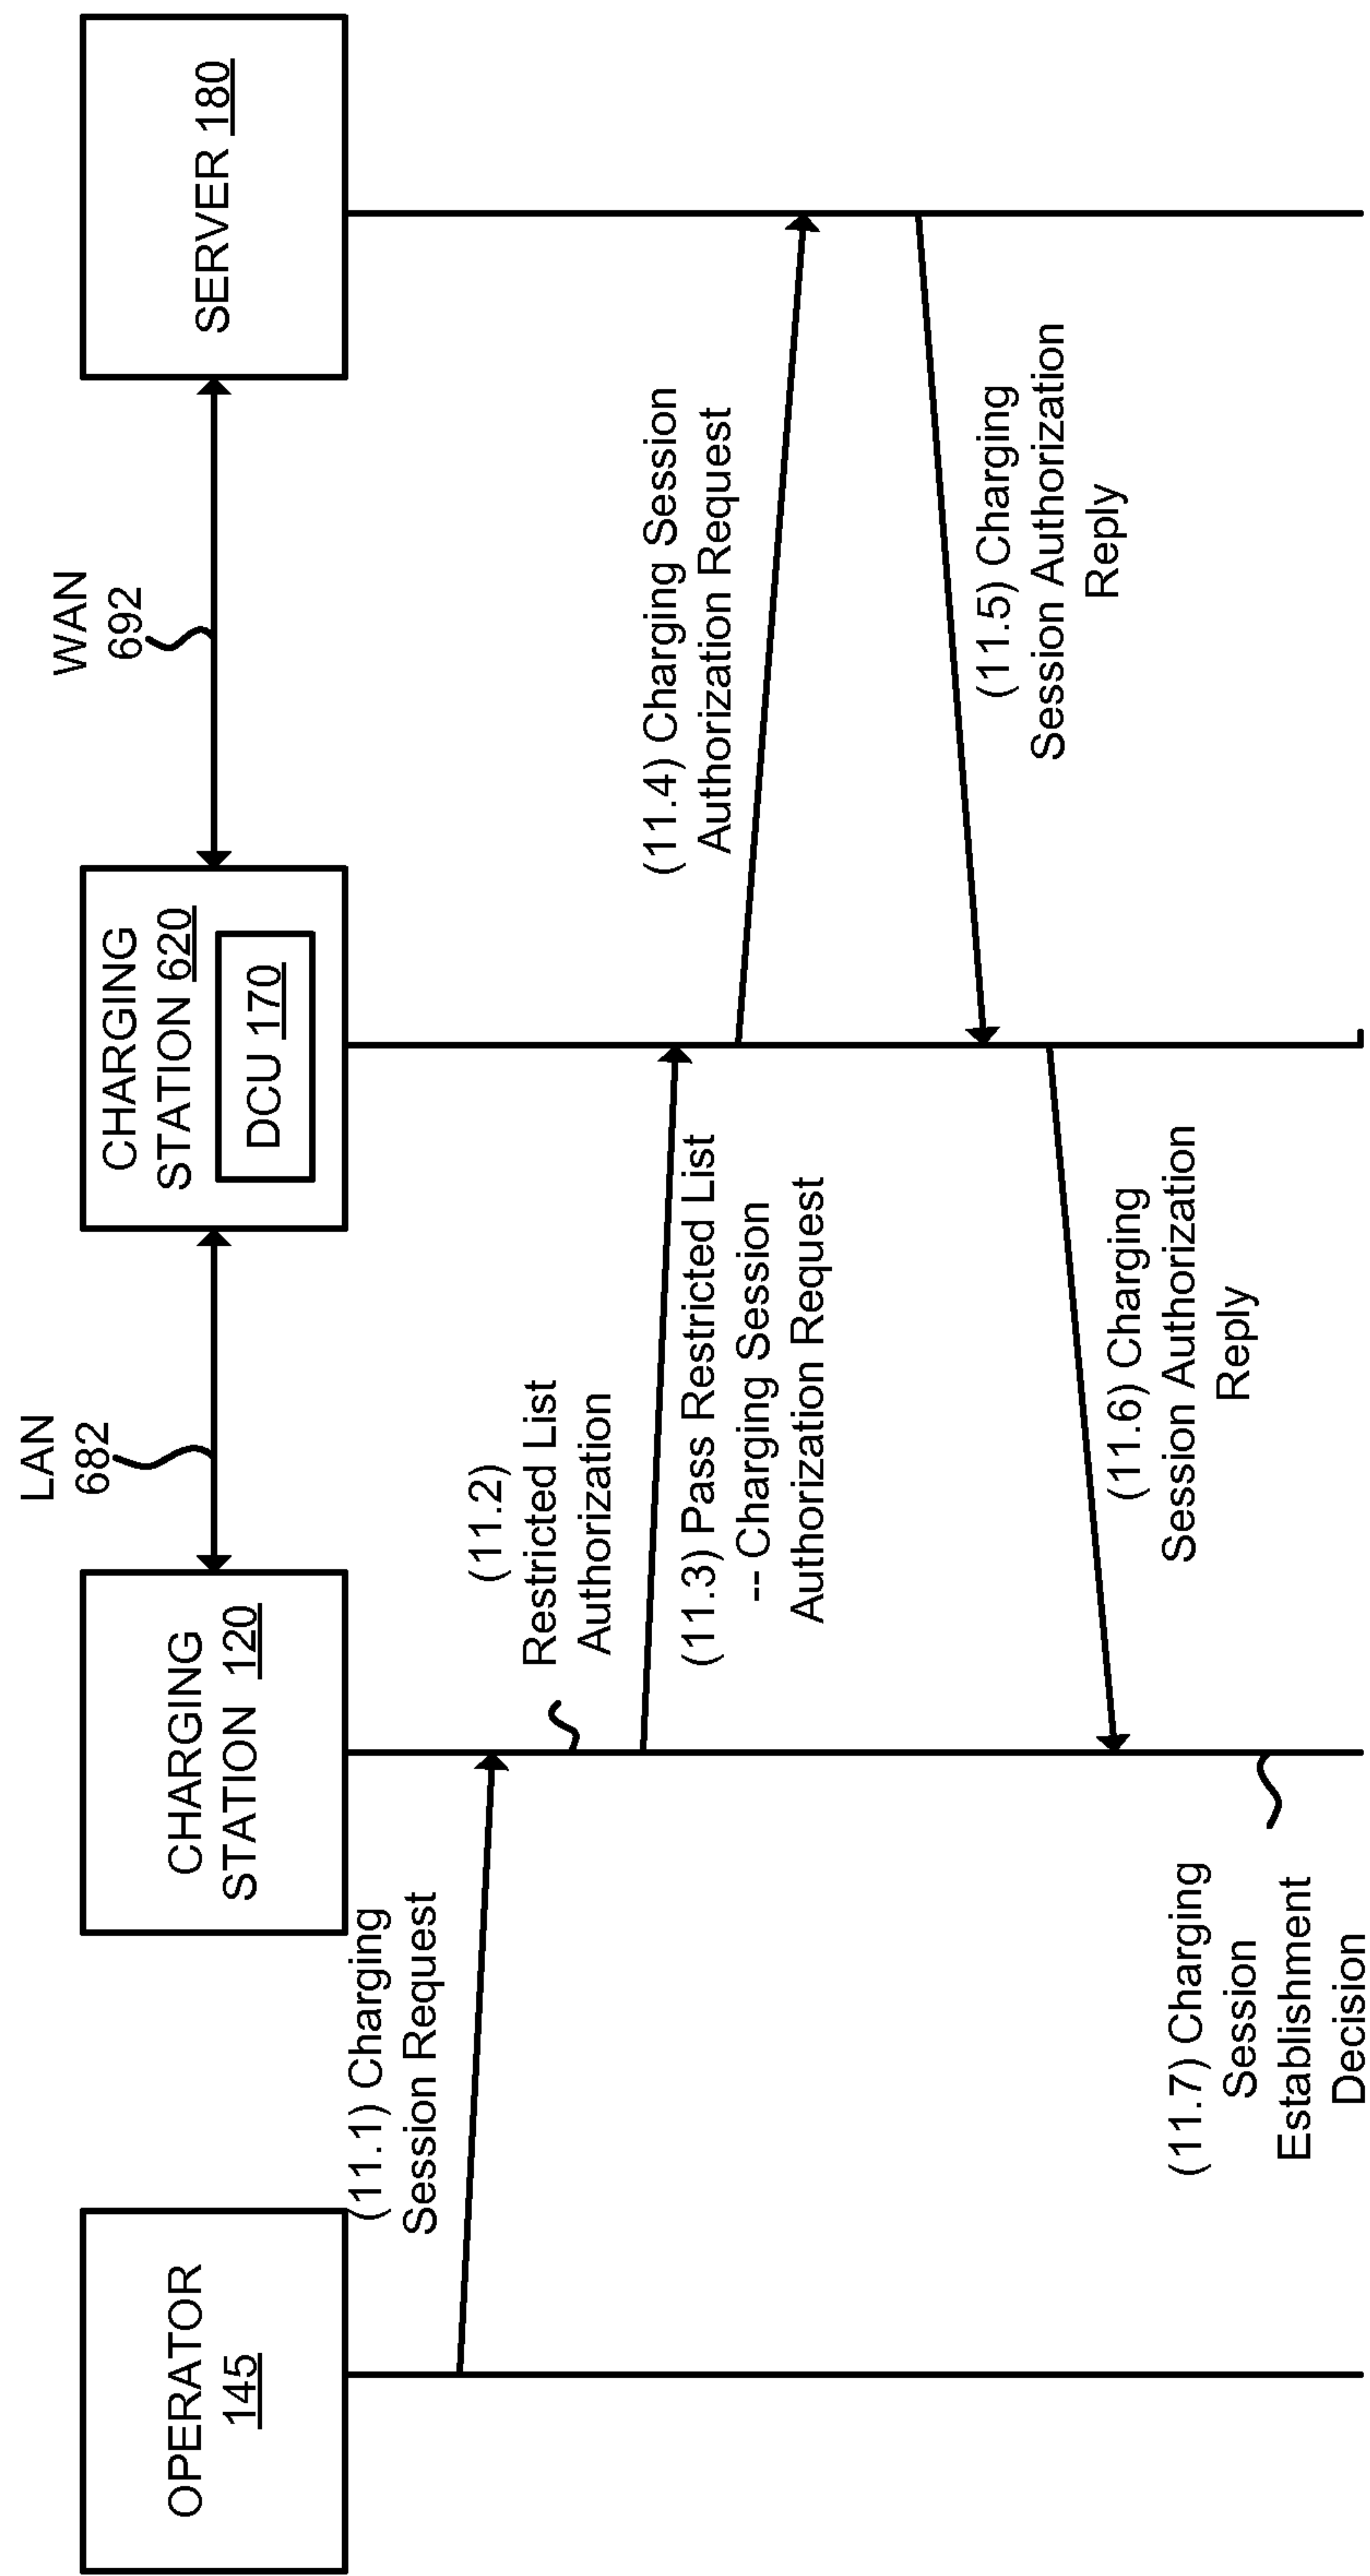 OPERATOR
145
CHARGING
STATION 120
LAN
682
CHARGING
STATION 620
DCU 170
WAN
692
SERVER 180
(11.1) Charging
Session Request
(11.2)
Restricted List
Authorization
(11.3) Pass Restricted List
-- Charging Session
Authorization Request
(11.4) Charging Session
Authorization Request
(11.5) Charging
Session Authorization
Reply
(11.6) Charging
Session Authorization
Reply
(11.7) Charging
Session
Establishment
Decision